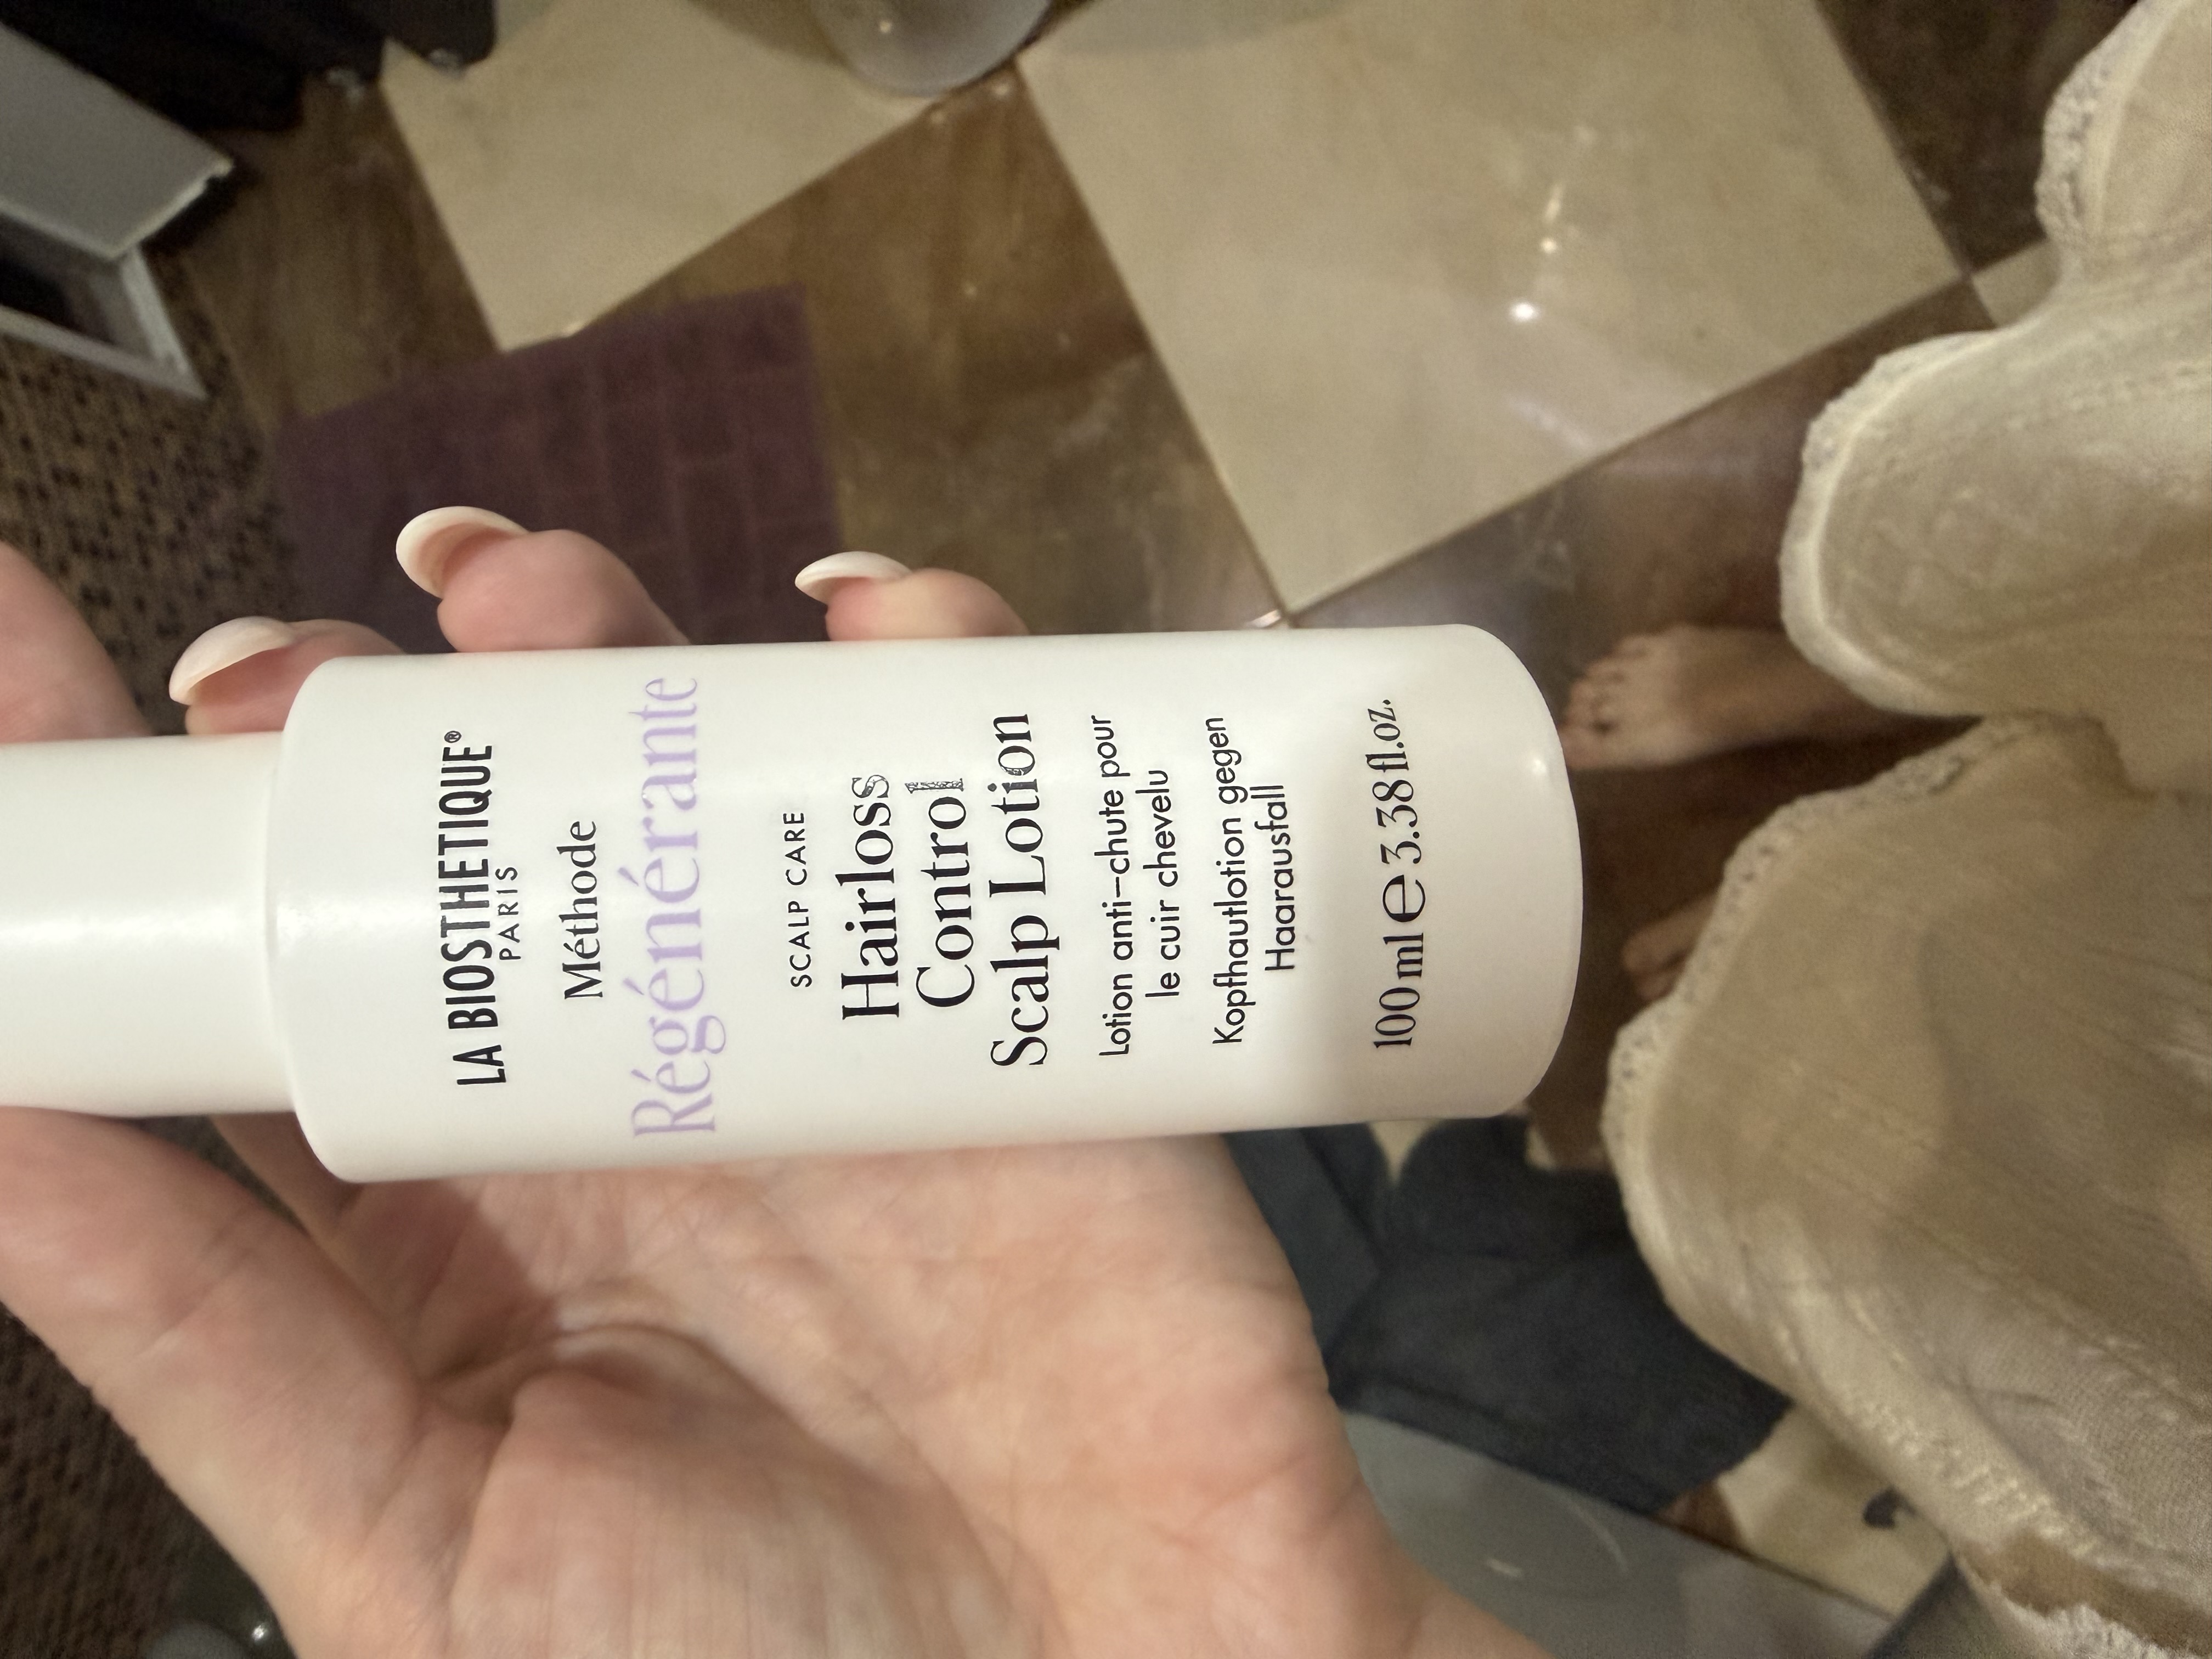 LA BIOSTHETIQUE®
PARIS
Méthode
Régénérante
SCALP CARE
Hairloss
Control
Scalp Lotion
Lotion anti-chute pour
le cuir chevelu
Kopfhautlotion gegen
Haarausfall
100 ml ℮ 3.38 fl.oz.